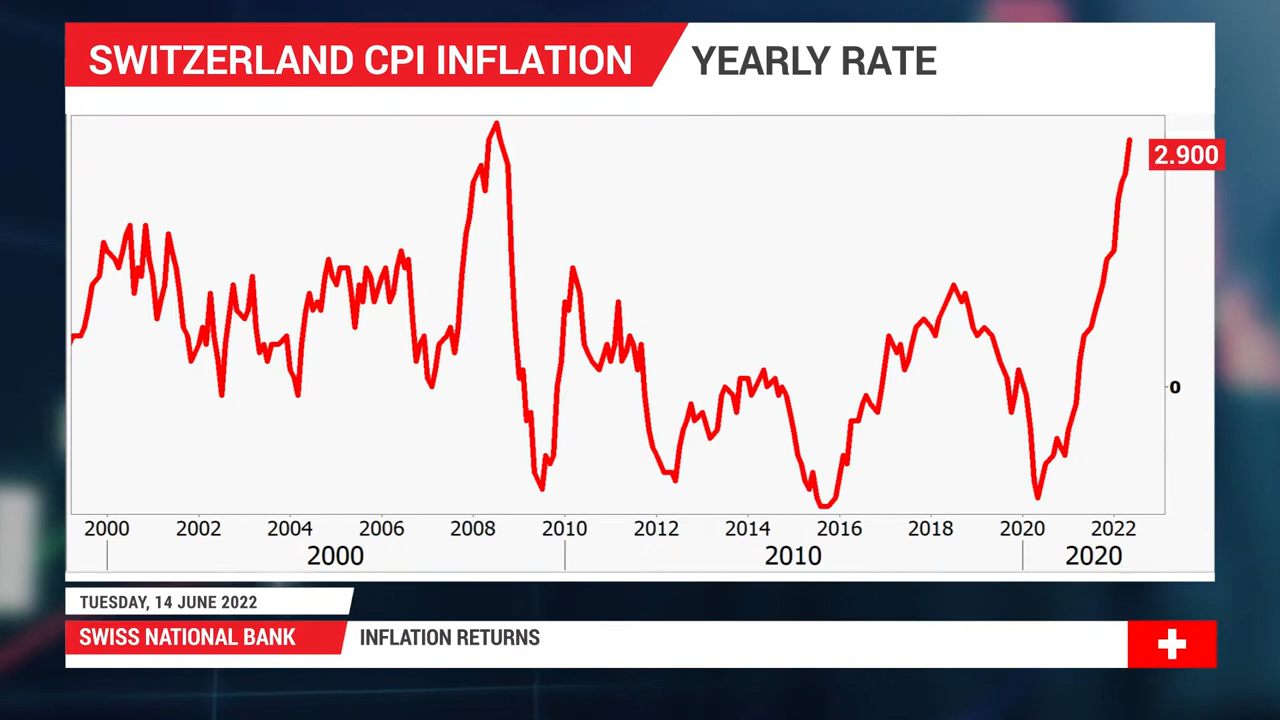 SWITZERLAND CPI INFLATION YEARLY RATE
2.900
0
2000 2002 2004 2006 2008 2010 2012 2014 2016 2018 2020 2022
2000 2010 2020
TUESDAY, 14 JUNE 2022
SWISS NATIONAL BANK INFLATION RETURNS